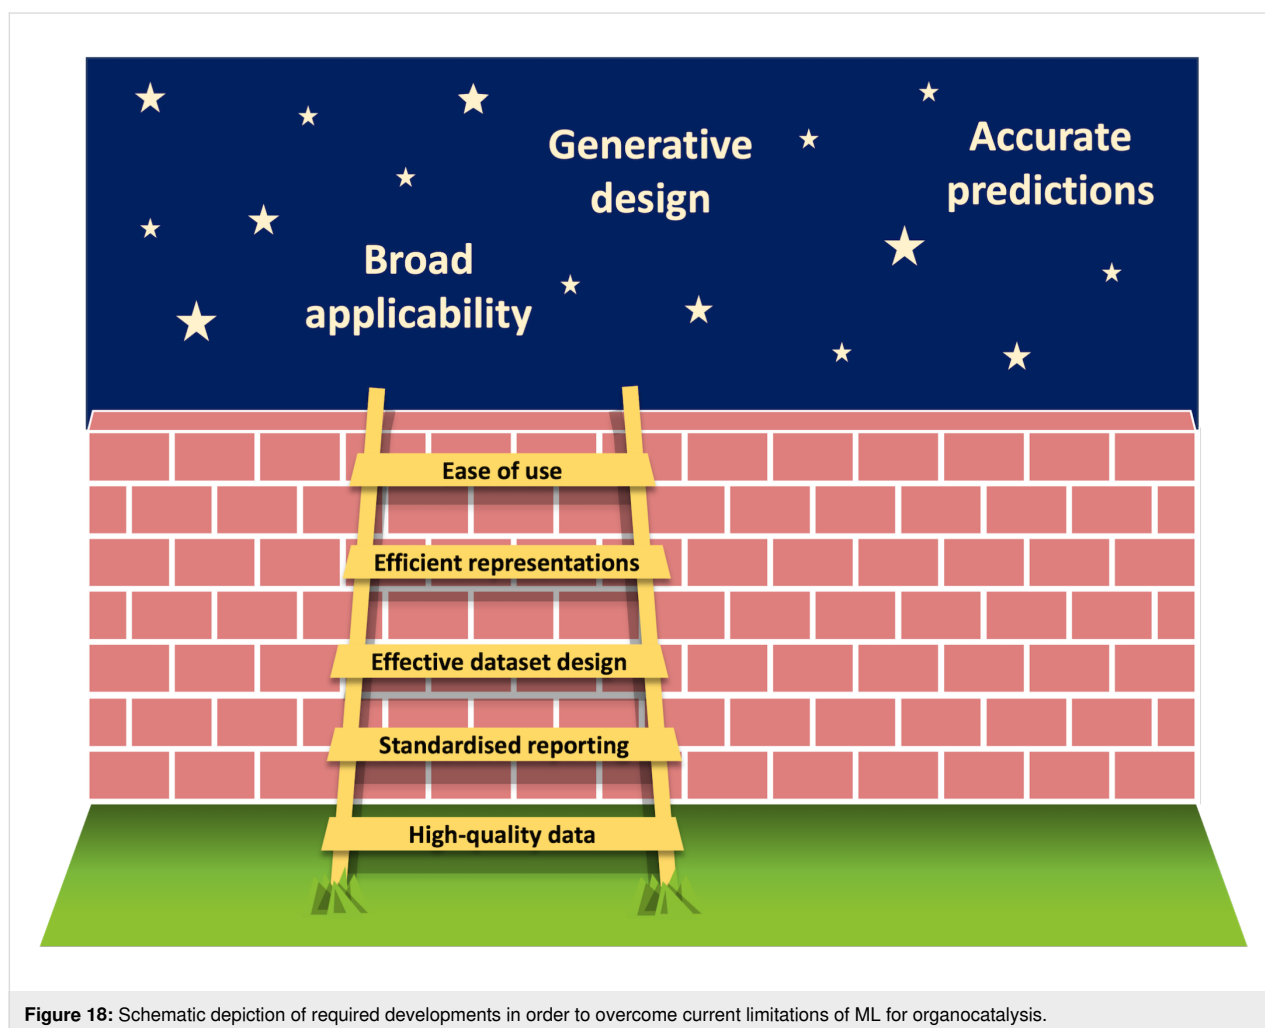 Generative
design
Accurate
predictions
Broad
applicability
Ease of use
Efficient representations
Effective dataset design
Standardised reporting
High-quality data
Figure 18: Schematic depiction of required developments in order to overcome current limitations of ML for organocatalysis.